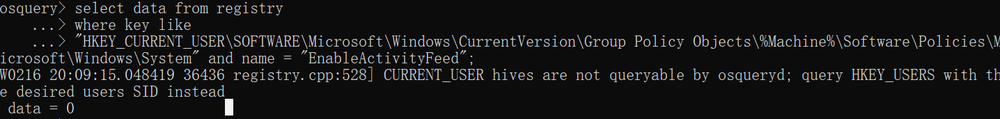 osquery> select data from registry
    ...> where key like
    ...> "HKEY_CURRENT_USER\SOFTWARE\Microsoft\Windows\CurrentVersion\Group Policy Objects\%Machine%\Software\Policies\M
icrosoft\Windows\System" and name = "EnableActivityFeed";
W0216 20:09:15.048419 36436 registry.cpp:528] CURRENT_USER hives are not queryable by osqueryd; query HKEY_USERS with th
e desired users SID instead
 data = 0